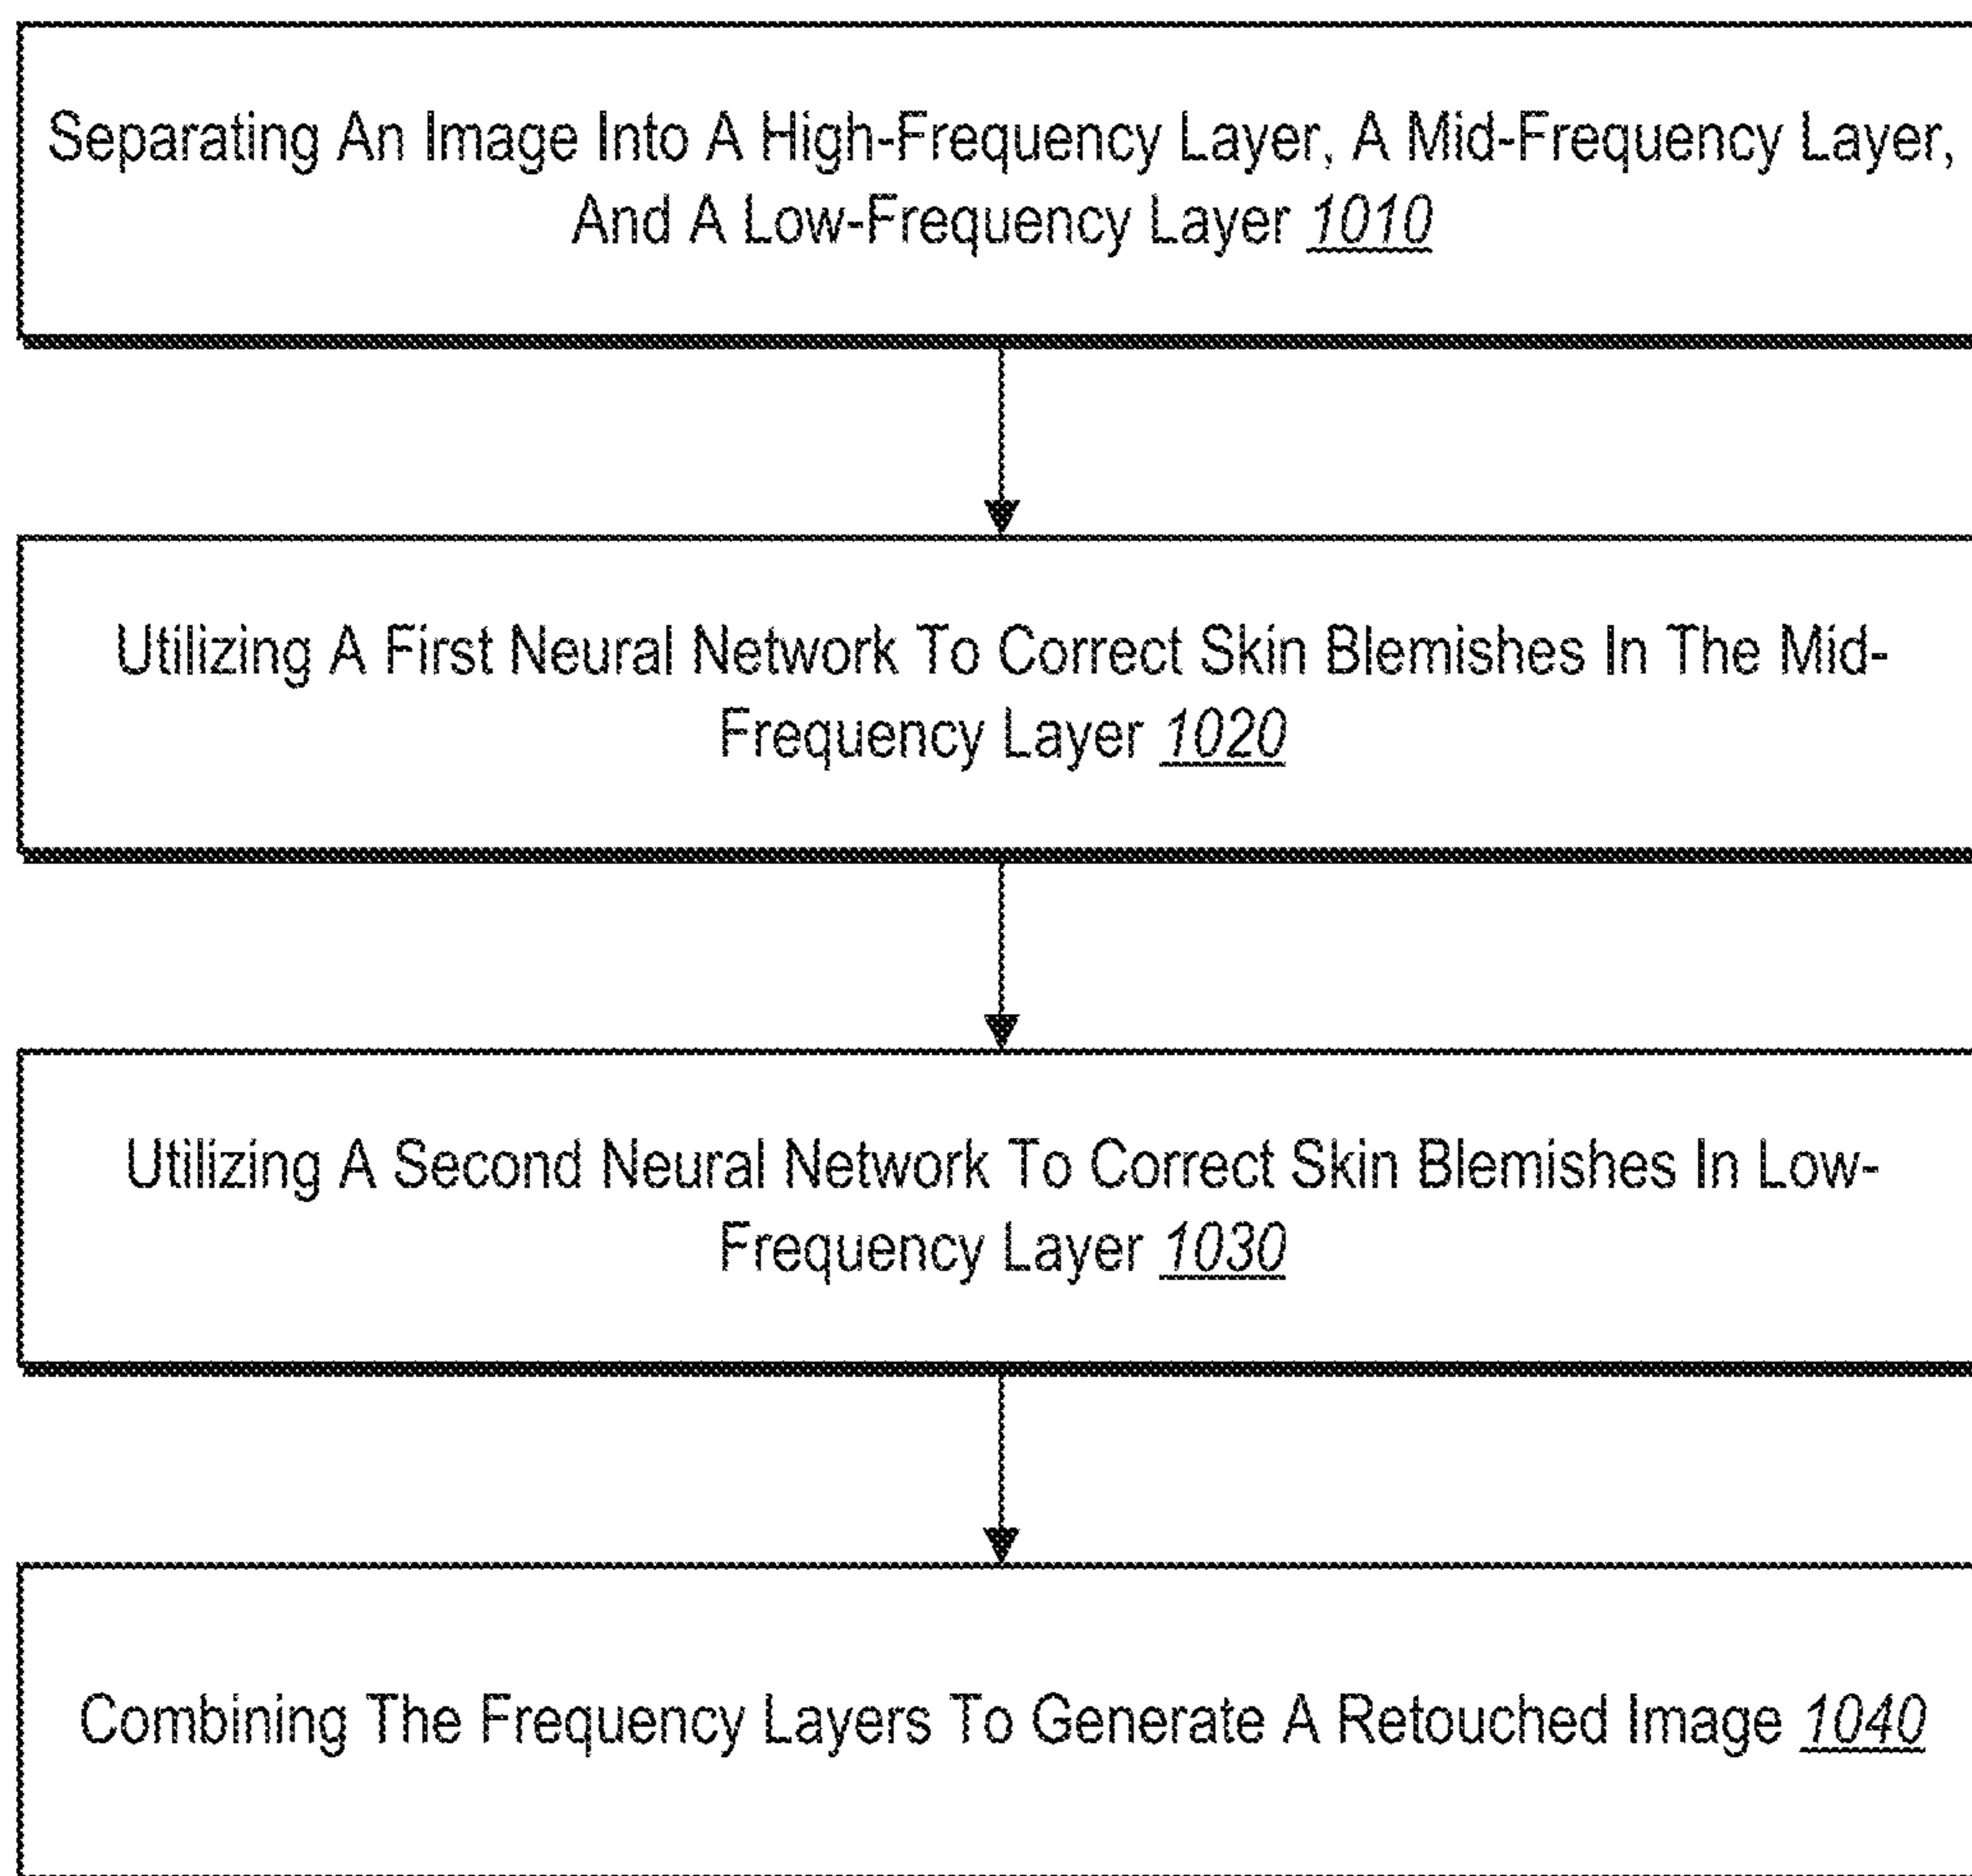 Separating An Image Into A High-Frequency Layer, A Mid-Frequency Layer,
And A Low-Frequency Layer 1010
Utilizing A First Neural Network To Correct Skin Blemishes In The Mid-
Frequency Layer 1020
Utilizing A Second Neural Network To Correct Skin Blemishes In Low-
Frequency Layer 1030
Combining The Frequency Layers To Generate A Retouched Image 1040